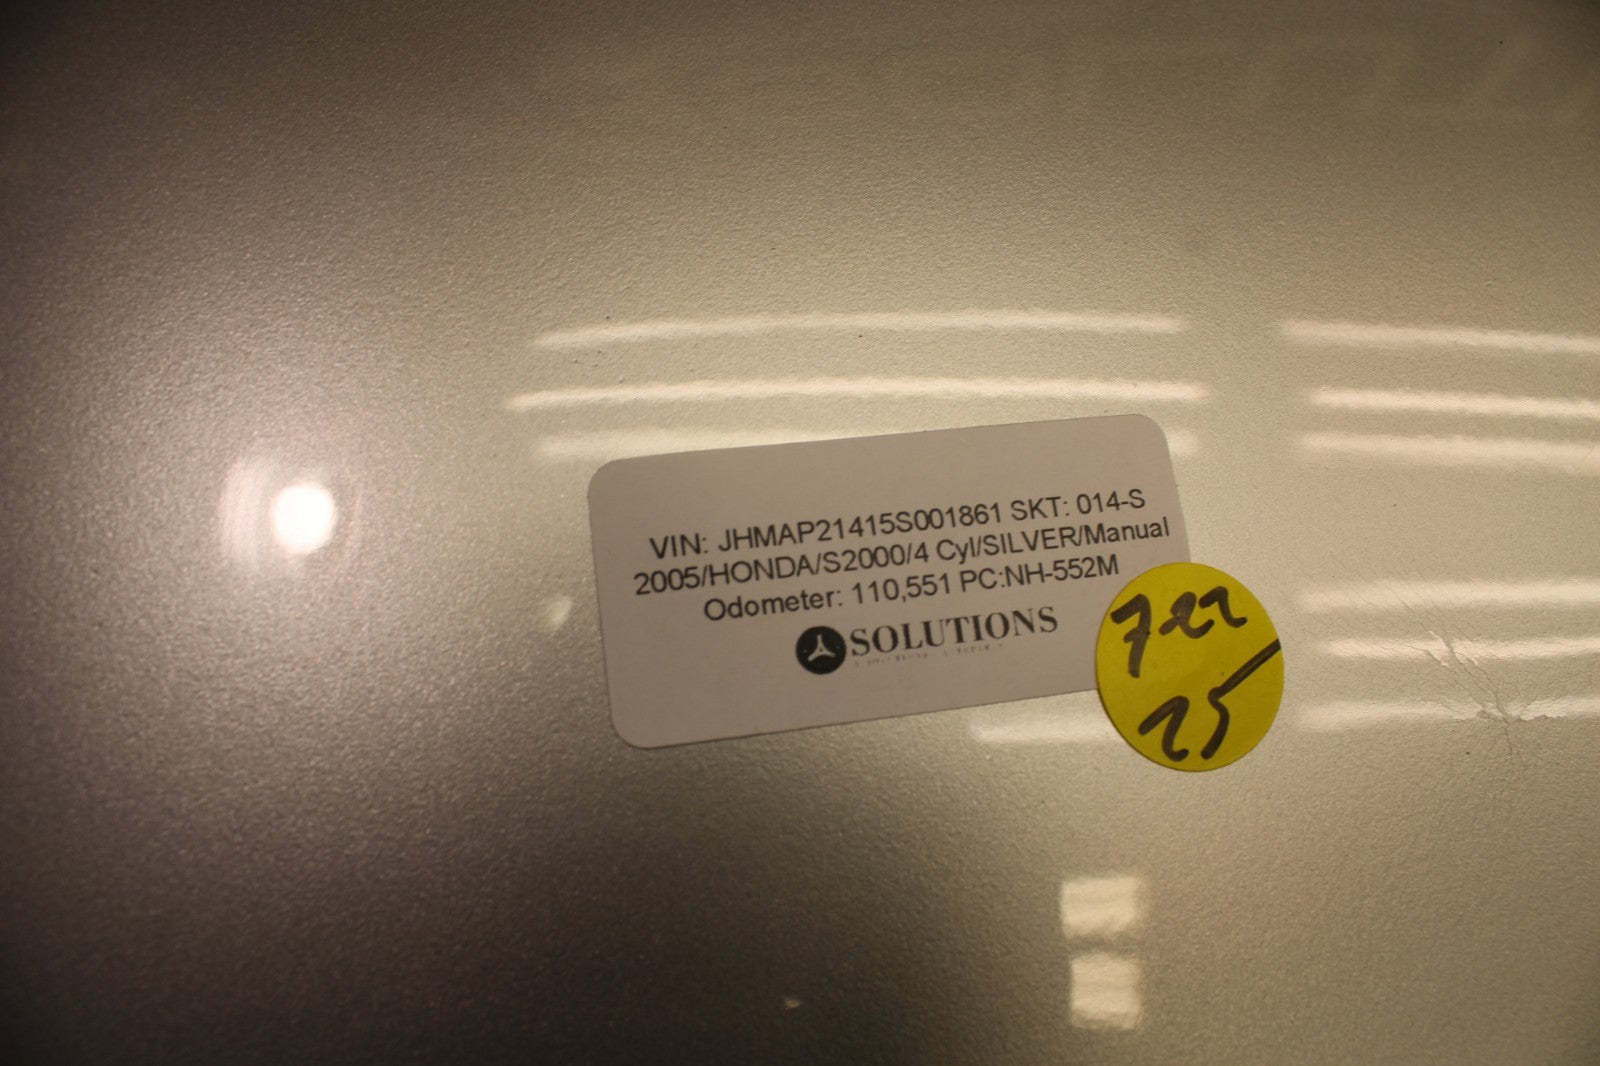 VIN: JHMAP21415S001861 SKT: 014-S
2005/HONDA/S2000/4 Cyl/SILVER/Manual
Odometer: 110,551 PC:NH-552M
SOLUTIONS
7-22
25